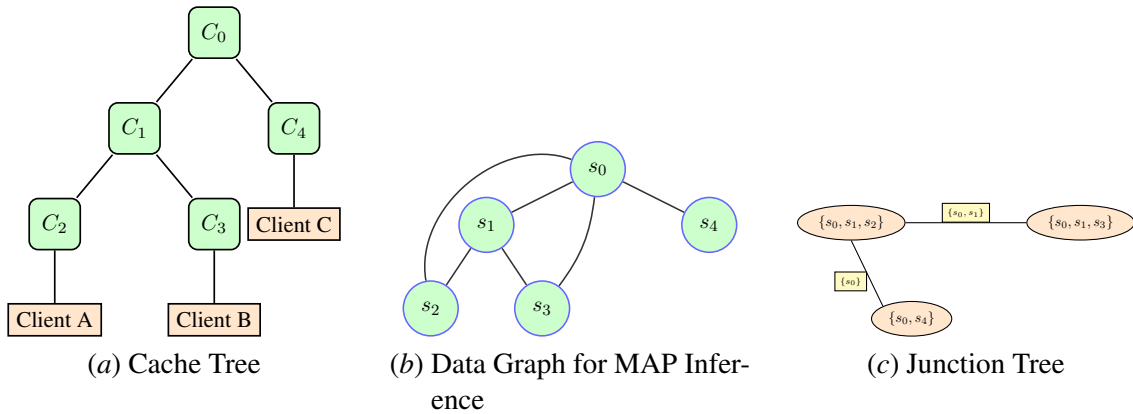 C0
C1
C4
C2
C3
Client C
Client A
Client B
(a) Cache Tree
s0
s1
s4
s2
s3
(b) Data Graph for MAP Infer-
ence
{s0, s1, s2}
{s0, s1}
{s0, s1, s3}
{s0}
{s0, s4}
(c) Junction Tree